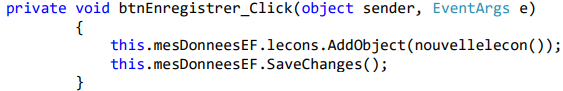 private void btnEnregistrer_Click(object sender, EventArgs e)
{
this.mesDonneesEF.lecons.AddObject(nouvellelecon());
this.mesDonneesEF.SaveChanges();
}